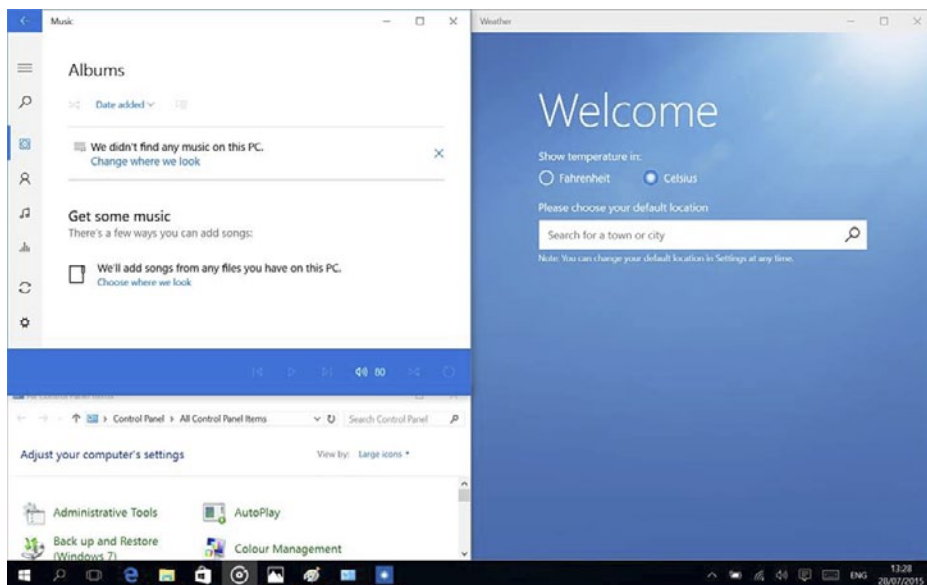 Music
Albums
Date added
We didn't find any music on this PC.
Change where we look
Get some music
There's a few ways you can add songs:
We'll add songs from any files you have on this PC.
Choose where we look
80
Weather
Welcome
Show temperature in:
Fahrenheit
Celsius
Please choose your default location
Search for a town or city
Note: You can change your default location in Settings at any time.
All Control Panel Items
Control Panel
All Control Panel Items
Search Control Panel
Adjust your computer's settings
View by: Large icons
Administrative Tools
AutoPlay
Back up and Restore
(Windows 7)
Colour Management
ENG
13:28
28/07/2015